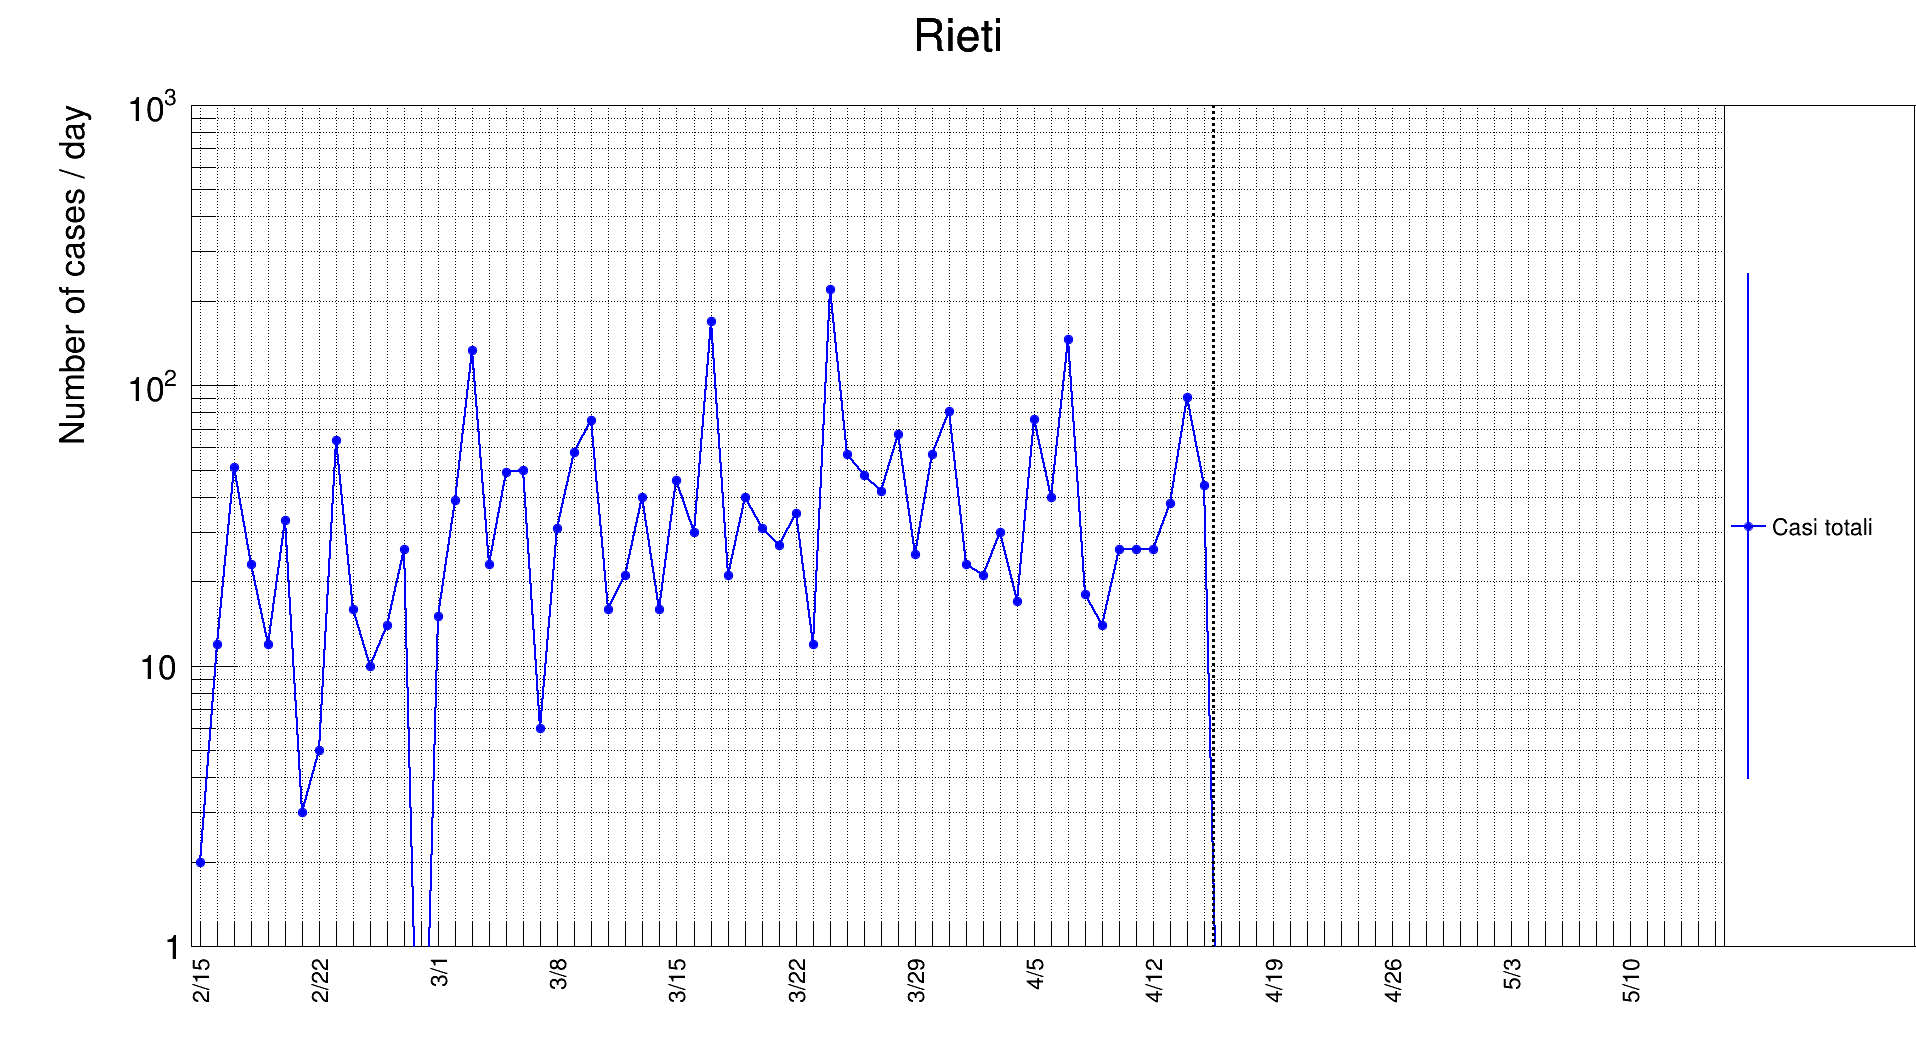 Rieti
Number of cases / day
10³
10²
10
1
2/15 2/22 3/1 3/8 3/15 3/22 3/29 4/5 4/12 4/19 4/26 5/3 5/10
Casi totali